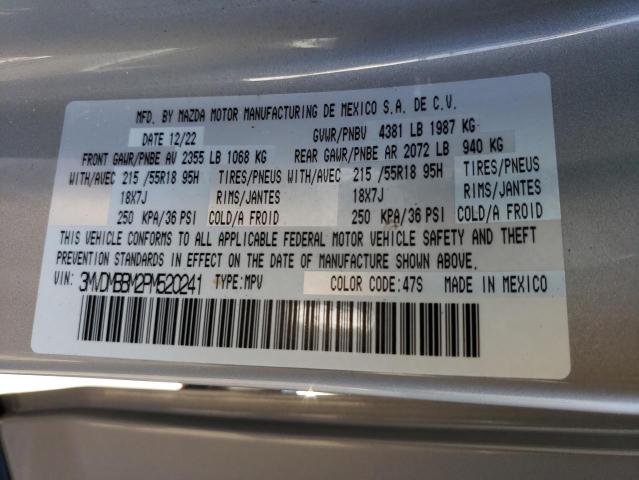 MFD. BY MAZDA MOTOR MANUFACTURING DE MEXICO S.A. DE C.V.
DATE 12/22 GVWR/PNBV 4381 LB 1987 KG
FRONT GAWR/PNBE AV 2355 LB 1068 KG REAR GAWR/PNBE AR 2072 LB 940 KG
WITH/AVEC 215 /55R18 95H TIRES/PNEUS WITH/AVEC 215 /55R18 95H TIRES/PNEUS
18X7J RIMS/JANTES 18X7J RIMS/JANTES
250 KPA/36 PSI COLD/A FROID 250 KPA/36 PSI COLD/A FROID
THIS VEHICLE CONFORMS TO ALL APPLICABLE FEDERAL MOTOR VEHICLE SAFETY AND THEFT
PREVENTION STANDARDS IN EFFECT ON THE DATE OF MANUFACTURE SHOWN ABOVE.
VIN: 3MVDMBBM2PM520241 TYPE: MPV COLOR CODE: 47S MADE IN MEXICO